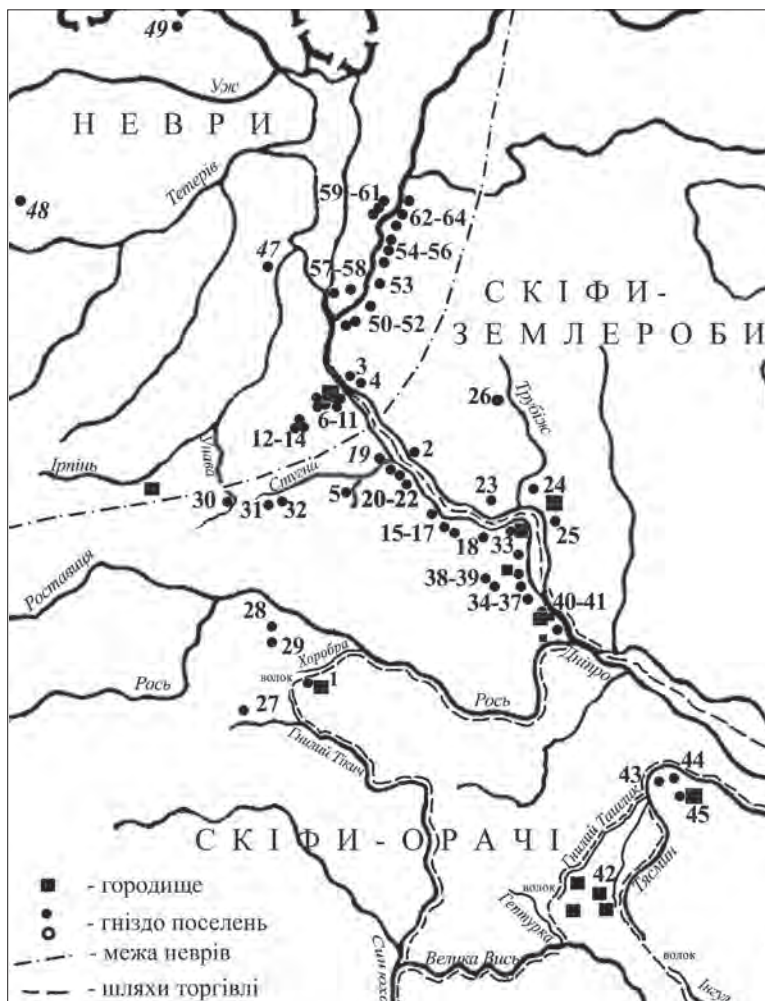 49
Уж
НЕВРИ
Тетерів
48
59-61
62-64
47
54-56
57-58
53
СКІФИ-
ЗЕМЛЕРОБИ
50-52
3
4
26
Трубіж
6-11
12-14
2
19
Унава
Ірпінь
Стугна
30
31
32
5
20-22
23
24
25
15-17
18
33
38-39
34-37
40-41
Роставиця
28
29
Хоробра
волок
1
Дніпро
Рось
Рось
27
Гнилий Тікич
43
44
45
СКІФИ-ОРАЧІ
Гнилий Ташлик
Тясмин
42
волок
Гептурка
волок
Синюха
Велика Вись
Інгул
- городище
- гніздо поселень
- межа неврів
- шляхи торгівлі